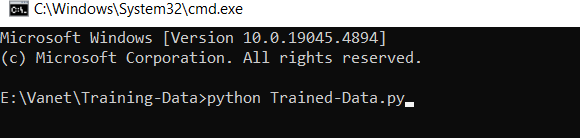 C:\Windows\System32\cmd.exe
Microsoft Windows [Version 10.0.19045.4894]
(c) Microsoft Corporation. All rights reserved.
E:\Vanet\Training-Data>python Trained-Data.py